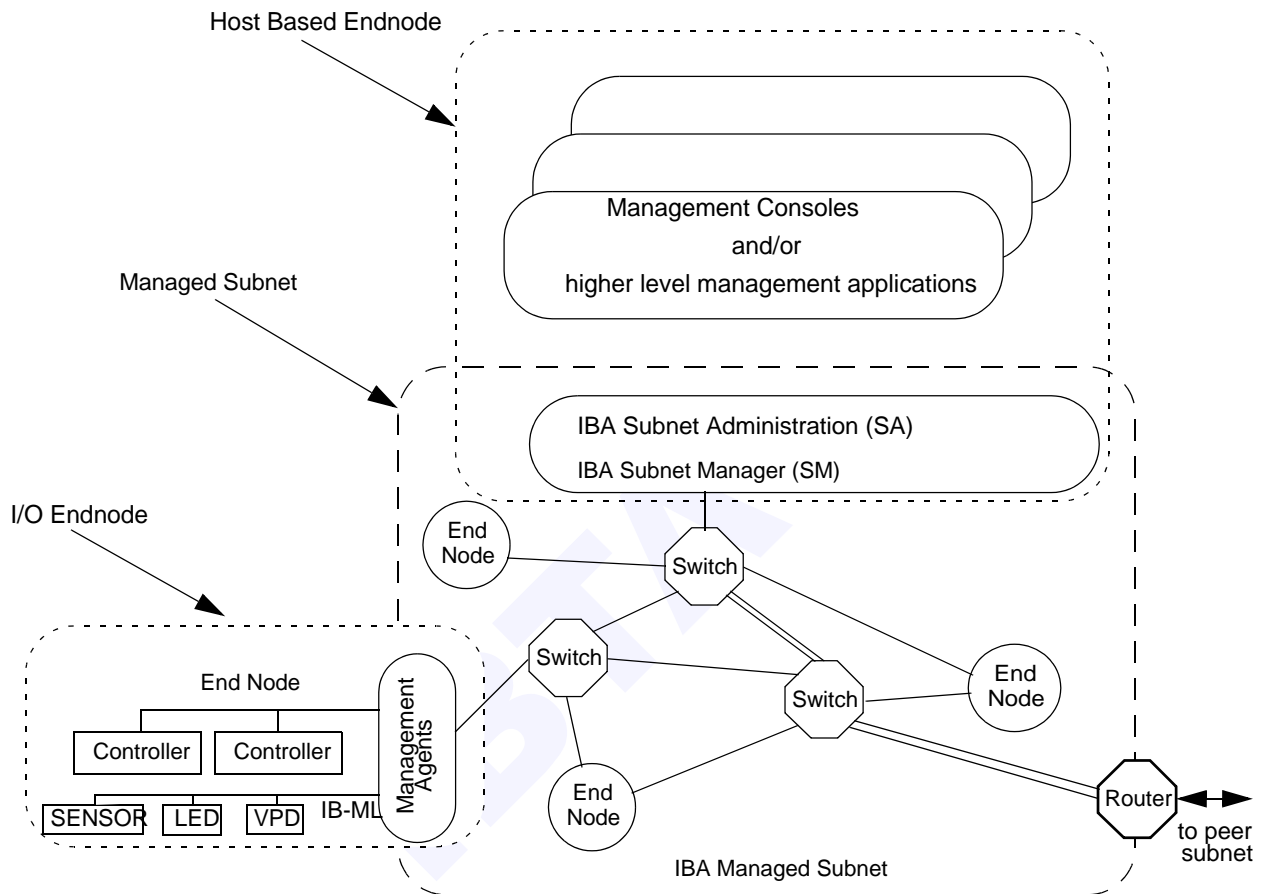 Host Based Endnode
Management Consoles
and/or
higher level management applications
Managed Subnet
IBA Subnet Administration (SA)
IBA Subnet Manager (SM)
I/O Endnode
End
Node
Switch
Switch
End Node
Management
Agents
Controller
Controller
SENSOR
LED
VPD
IB-ML
Switch
End
Node
End
Node
Router
to peer
subnet
IBA Managed Subnet
IBTA